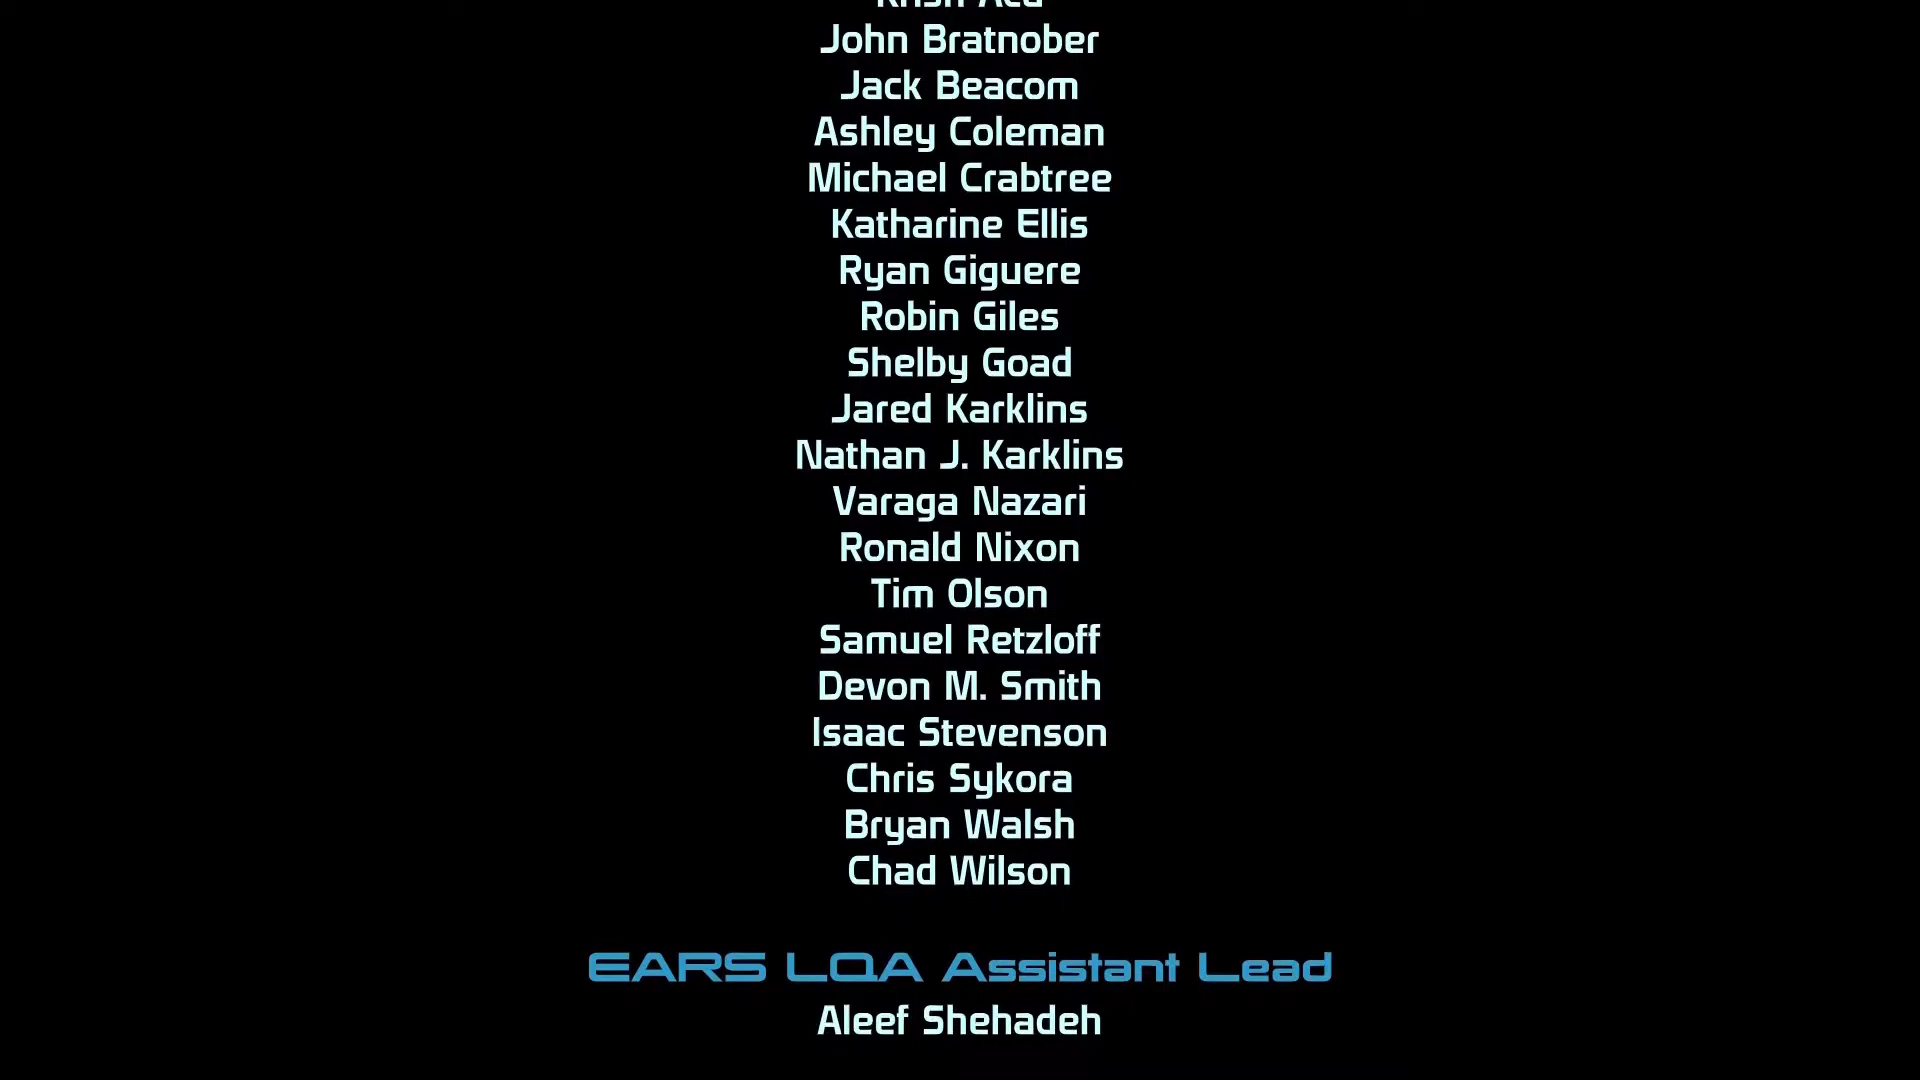 John Bratnober
Jack Beacom
Ashley Coleman
Michael Crabtree
Katharine Ellis
Ryan Giguere
Robin Giles
Shelby Goad
Jared Karklins
Nathan J. Karklins
Varaga Nazari
Ronald Nixon
Tim Olson
Samuel Retzloff
Devon M. Smith
Isaac Stevenson
Chris Sykora
Bryan Walsh
Chad Wilson
EARS LQA Assistant Lead
Aleef Shehadeh